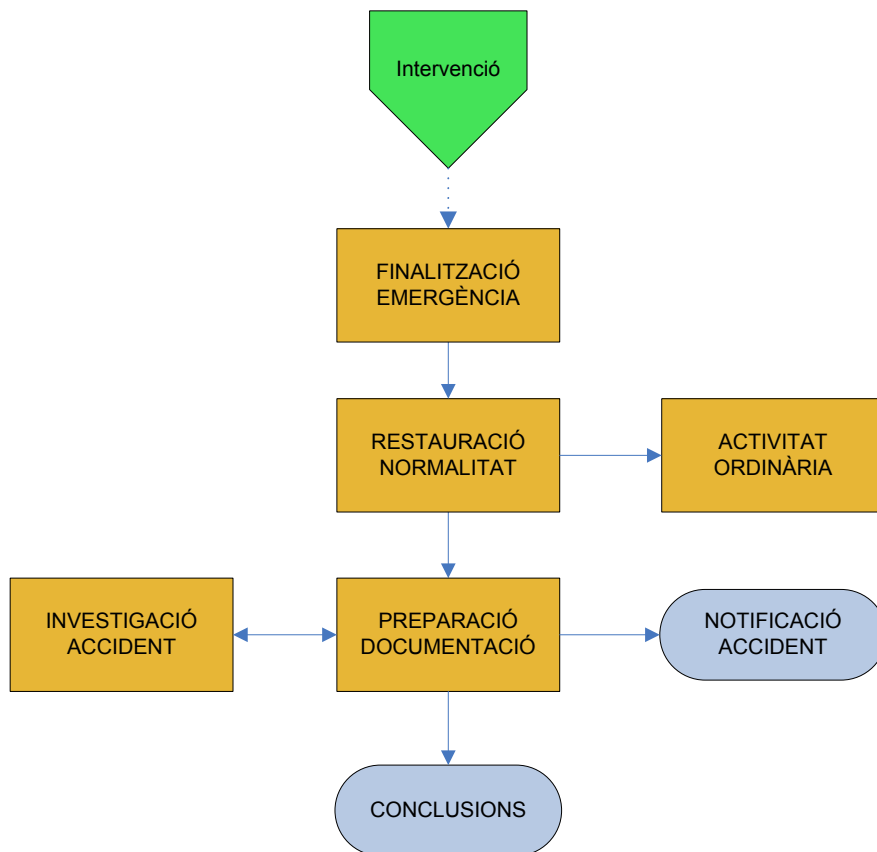 Intervenció
FINALITZACIÓ
EMERGÈNCIA
RESTAURACIÓ
NORMALITAT
ACTIVITAT
ORDINÀRIA
INVESTIGACIÓ
ACCIDENT
PREPARACIÓ
DOCUMENTACIÓ
NOTIFICACIÓ
ACCIDENT
CONCLUSIONS